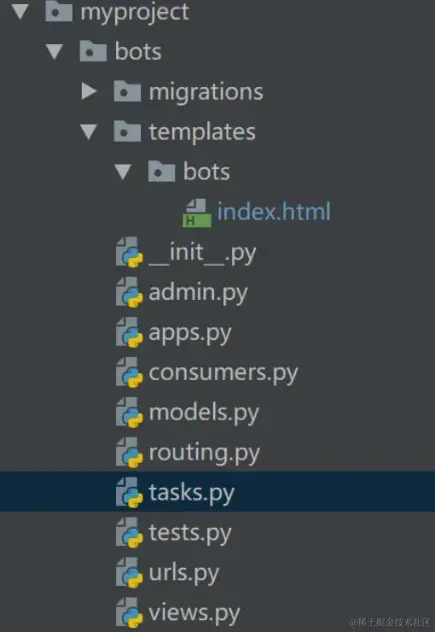 myproject
bots
migrations
templates
bots
index.html
__init__.py
admin.py
apps.py
consumers.py
models.py
routing.py
tasks.py
tests.py
urls.py
views.py
@稀土掘金技术社区